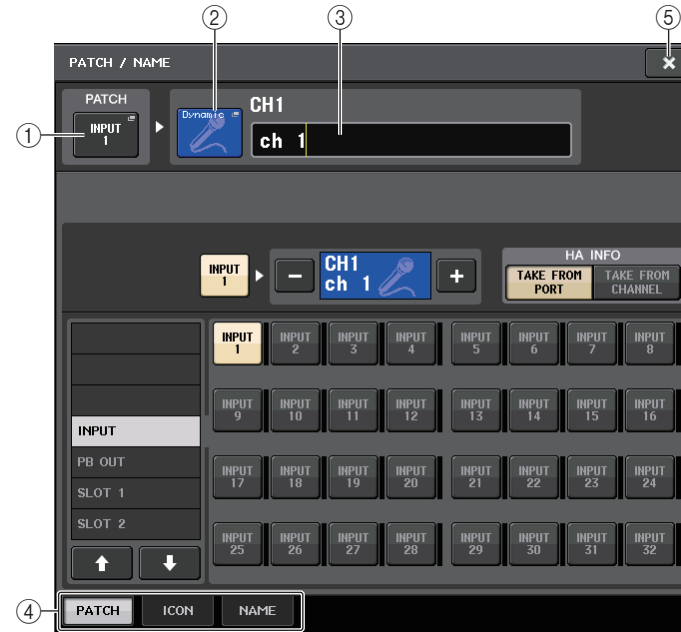 ② ③ ⑤
PATCH / NAME ×
PATCH
① INPUT 1
Dynamic
CH1
ch 1
INPUT 1
−
CH1
ch 1
+
HA INFO
TAKE FROM PORT
TAKE FROM CHANNEL
INPUT 1 INPUT 2 INPUT 3 INPUT 4 INPUT 5 INPUT 6 INPUT 7 INPUT 8
INPUT 9 INPUT 10 INPUT 11 INPUT 12 INPUT 13 INPUT 14 INPUT 15 INPUT 16
INPUT
PB OUT
INPUT 17 INPUT 18 INPUT 19 INPUT 20 INPUT 21 INPUT 22 INPUT 23 INPUT 24
SLOT 1
SLOT 2
INPUT 25 INPUT 26 INPUT 27 INPUT 28 INPUT 29 INPUT 30 INPUT 31 INPUT 32
④ PATCH ICON NAME